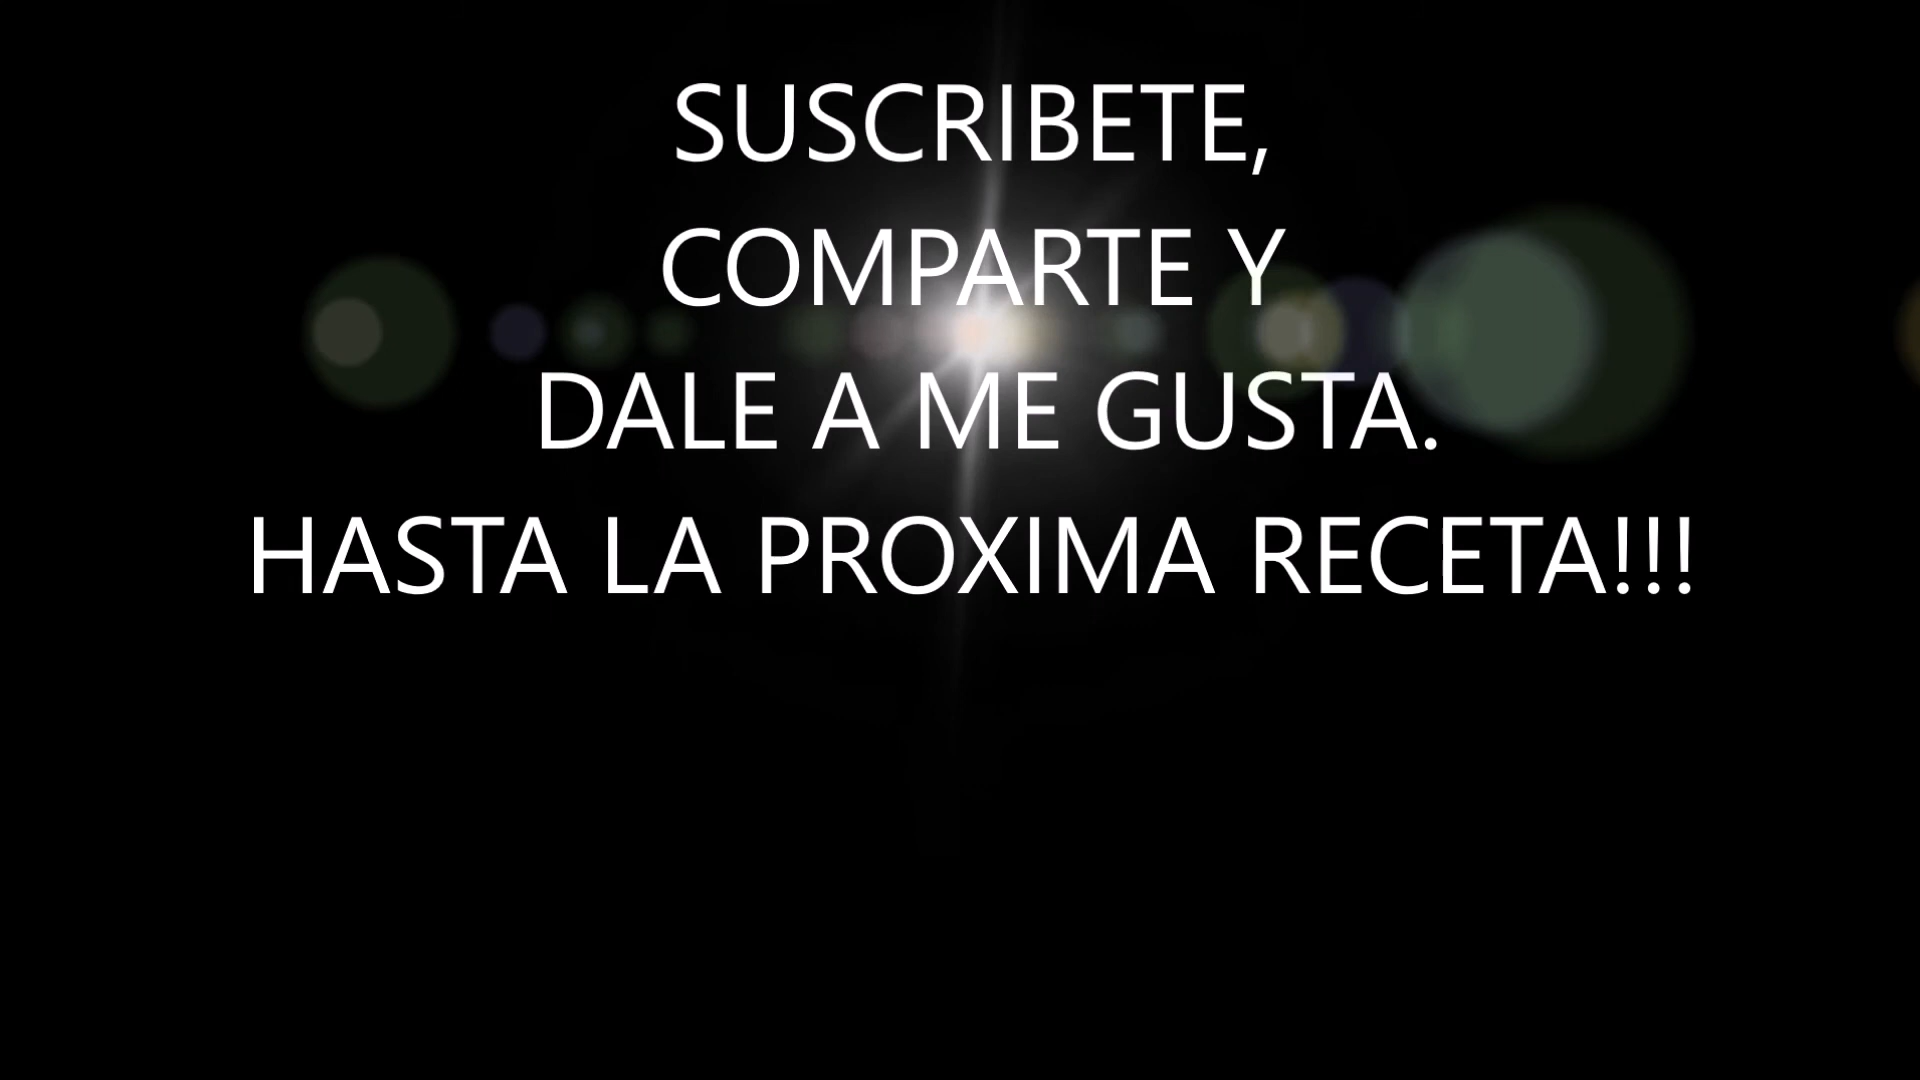 SUSCRIBETE,
COMPARTE Y
DALE A ME GUSTA.
HASTA LA PROXIMA RECETA!!!